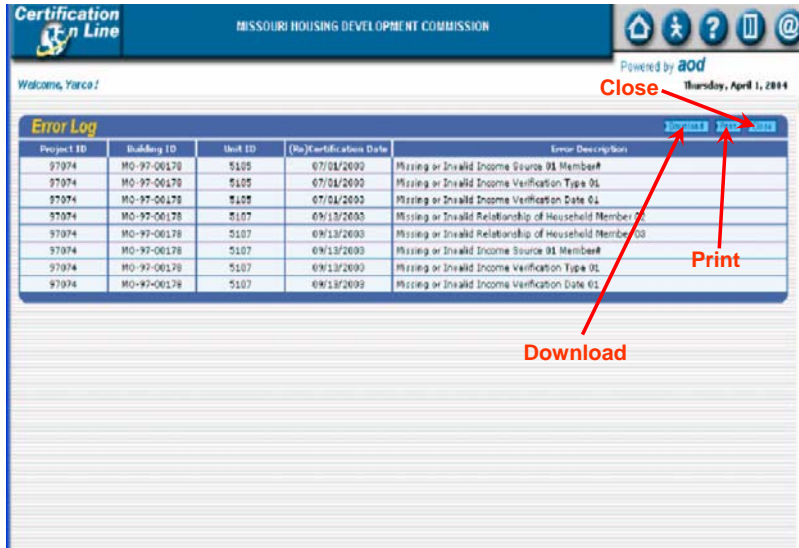 Certification
n Line
MISSOURI HOUSING DEVELOPMENT COMMISSION
Powered by aod
Welcome, Yarco!
Thursday, April 1, 2004
Close
Error Log
Download Print Close
Project ID Building ID Unit ID (Re)Certification Date Error Description
97074 MO-97-00178 5105 07/01/2003 Missing or Invalid Income Source 01 Member#
97074 MO-97-00178 5105 07/01/2003 Missing or Invalid Income Verification Type 01
97074 MO-97-00178 5105 07/01/2003 Missing or Invalid Income Verification Date 01
97074 MO-97-00178 5107 09/13/2003 Missing or Invalid Relationship of Household Member 02
97074 MO-97-00178 5107 09/13/2003 Missing or Invalid Relationship of Household Member 03
97074 MO-97-00178 5107 09/13/2003 Missing or Invalid Income Source 01 Member#
97074 MO-97-00178 5107 09/13/2003 Missing or Invalid Income Verification Type 01
97074 MO-97-00178 5107 09/13/2003 Missing or Invalid Income Verification Date 01
Print
Download